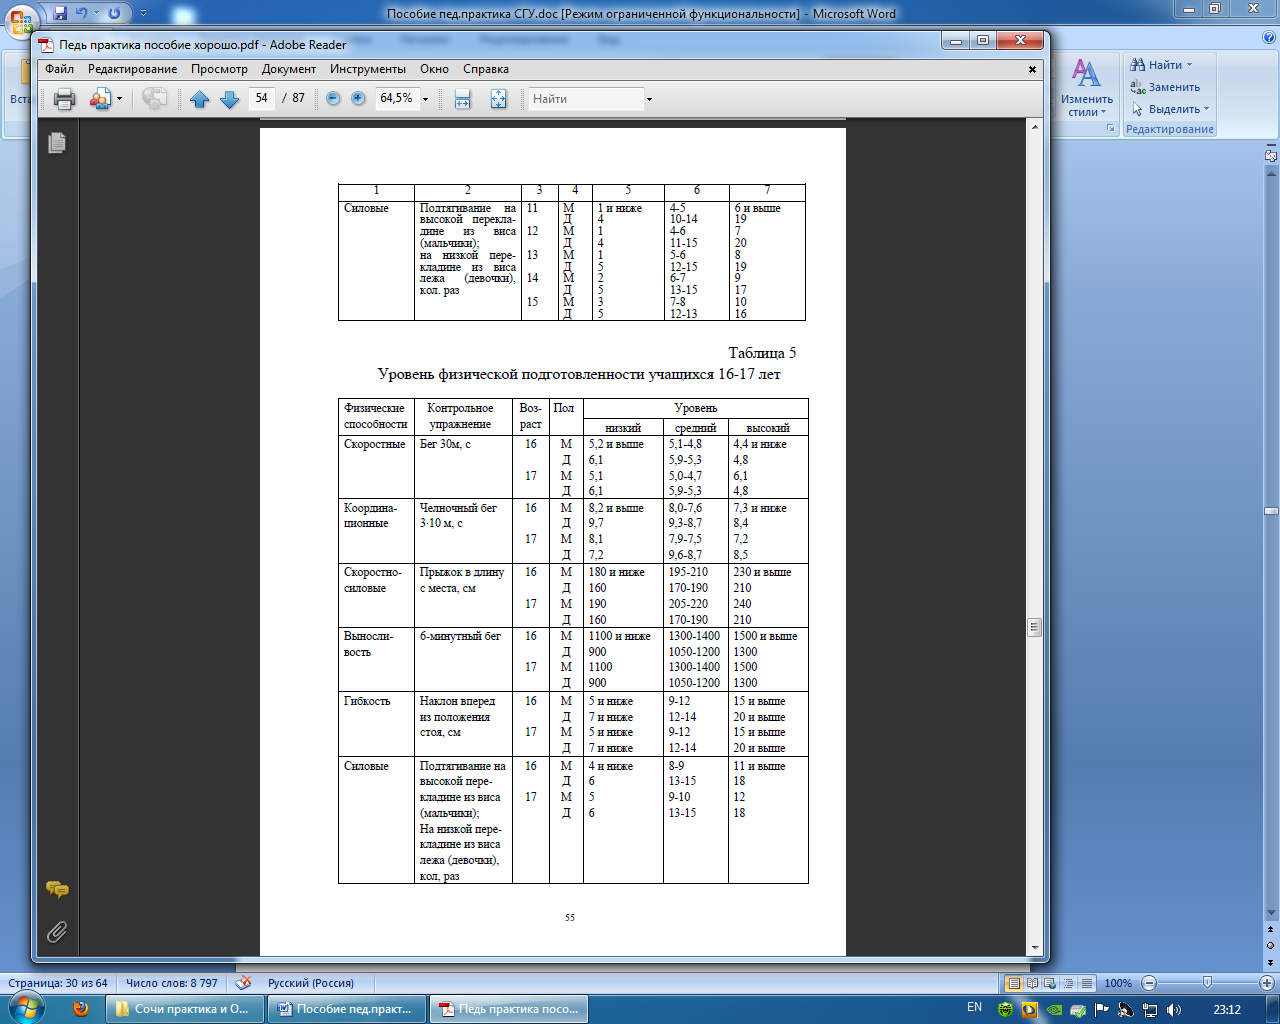 Пособие пед.практика СГУ.doc [Режим ограниченной функциональности] - Microsoft Word
Педь практика пособие хорошо.pdf - Adobe Reader
Файл Редактирование Просмотр Документ Инструменты Окно Справка
54 / 87 64,5% Найти
Найти
Заменить
Выделить
Изменить
стили
Редактирование
1 2 3 4 5 6 7
Силовые Подтягивание на 11 М 1 и ниже 4-5 6 и выше
высокой перекла- Д 4 10-14 19
дине из виса 12 М 1 4-6 7
(мальчики); Д 4 11-15 20
на низкой пере- 13 М 1 5-6 8
кладине из виса Д 5 12-15 19
лежа (девочки), 14 М 2 6-7 9
кол. раз Д 5 13-15 17
15 М 3 7-8 10
Д 5 12-13 16
Таблица 5
Уровень физической подготовленности учащихся 16-17 лет
Физические Контрольное Воз- Пол Уровень
способности упражнение раст низкий средний высокий
Скоростные Бег 30м, с 16 М 5,2 и выше 5,1-4,8 4,4 и ниже
Д 6,1 5,9-5,3 4,8
17 М 5,1 5,0-4,7 6,1
Д 6,1 5,9-5,3 4,8
Координа- Челночный бег 16 М 8,2 и выше 8,0-7,6 7,3 и ниже
ционные 3·10 м, с Д 9,7 9,3-8,7 8,4
17 М 8,1 7,9-7,5 7,2
Д 7,2 9,6-8,7 8,5
Скоростно- Прыжок в длину 16 М 180 и ниже 195-210 230 и выше
силовые с места, см Д 160 170-190 210
17 М 190 205-220 240
Д 160 170-190 210
Выносли- 6-минутный бег 16 М 1100 и ниже 1300-1400 1500 и выше
вость Д 900 1050-1200 1300
17 М 1100 1300-1400 1500
Д 900 1050-1200 1300
Гибкость Наклон вперед 16 М 5 и ниже 9-12 15 и выше
из положения Д 7 и ниже 12-14 20 и выше
стоя, см 17 М 5 и ниже 9-12 15 и выше
Д 7 и ниже 12-14 20 и выше
Силовые Подтягивание на 16 М 4 и ниже 8-9 11 и выше
высокой пере- Д 6 13-15 18
кладине из виса 17 М 5 9-10 12
(мальчики); Д 6 13-15 18
На низкой пере-
кладине из виса
лежа (девочки),
кол, раз
55
Страница: 30 из 64 Число слов: 8 797 Русский (Россия) 100%
Сочи практика и О... Пособие пед.практ... Педь практика посо... EN 23:12